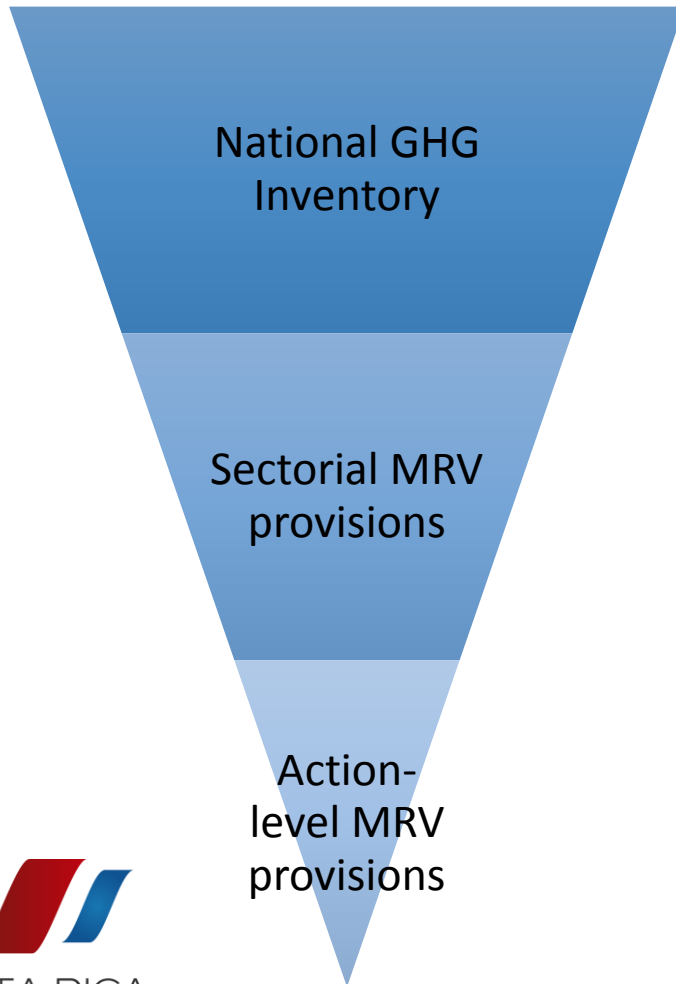 National GHG
Inventory
Sectorial MRV
provisions
Action-
level MRV
provisions